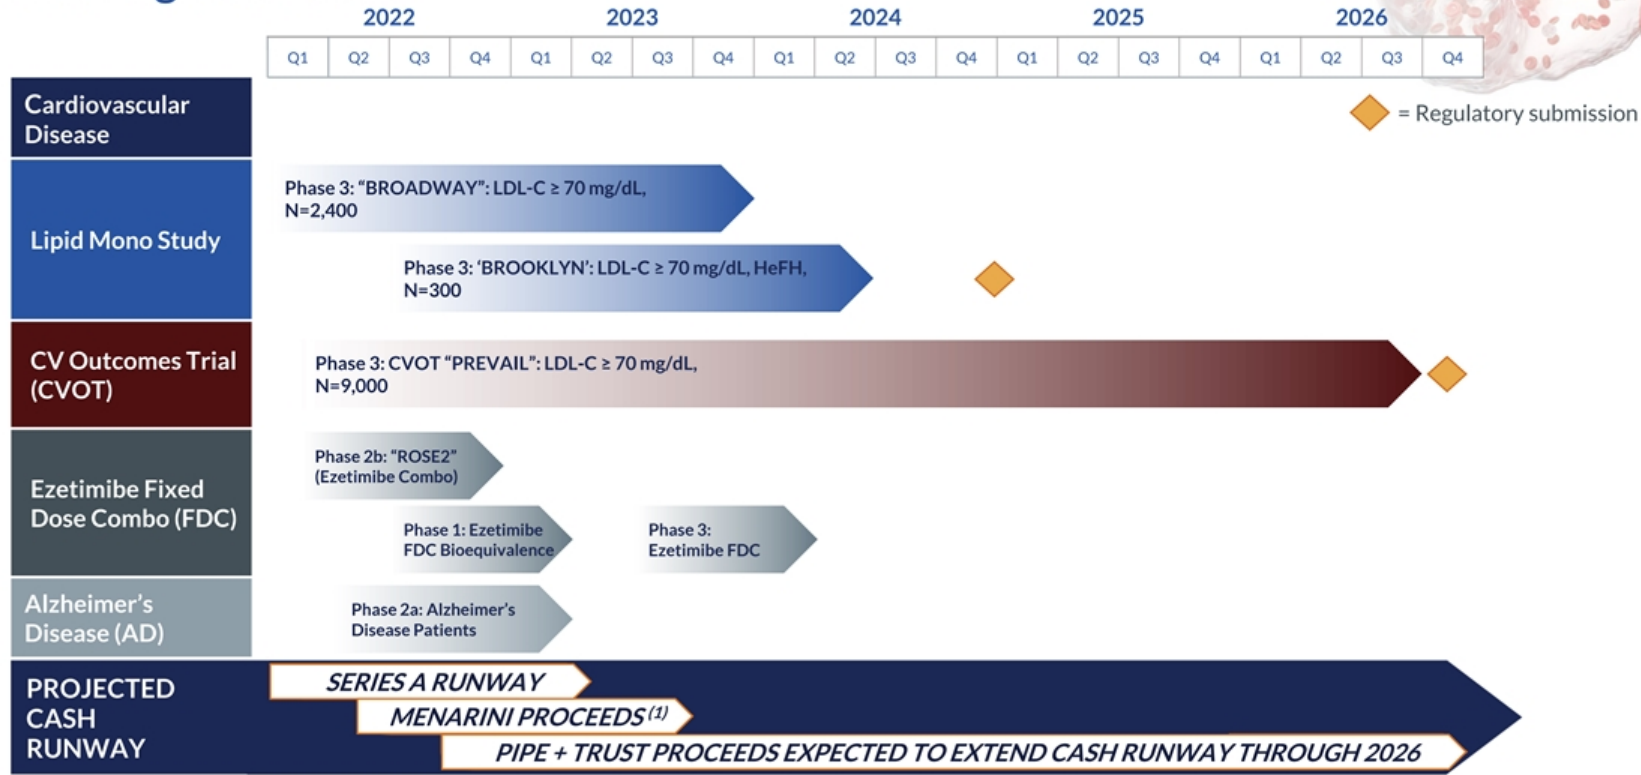 2022 2023 2024 2025 2026
Q1 Q2 Q3 Q4 Q1 Q2 Q3 Q4 Q1 Q2 Q3 Q4 Q1 Q2 Q3 Q4 Q1 Q2 Q3 Q4
Cardiovascular
Disease
= Regulatory submission
Lipid Mono Study
Phase 3: “BROADWAY”: LDL-C ≥ 70 mg/dL,
N=2,400
Phase 3: ‘BROOKLYN’: LDL-C ≥ 70 mg/dL, HeFH,
N=300
CV Outcomes Trial
(CVOT)
Phase 3: CVOT “PREVAIL”: LDL-C ≥ 70 mg/dL,
N=9,000
Ezetimibe Fixed
Dose Combo (FDC)
Phase 2b: “ROSE2”
(Ezetimibe Combo)
Phase 1: Ezetimibe
FDC Bioequivalence
Phase 3:
Ezetimibe FDC
Alzheimer’s
Disease (AD)
Phase 2a: Alzheimer’s
Disease Patients
PROJECTED
CASH
RUNWAY
SERIES A RUNWAY
MENARINI PROCEEDS (1)
PIPE + TRUST PROCEEDS EXPECTED TO EXTEND CASH RUNWAY THROUGH 2026